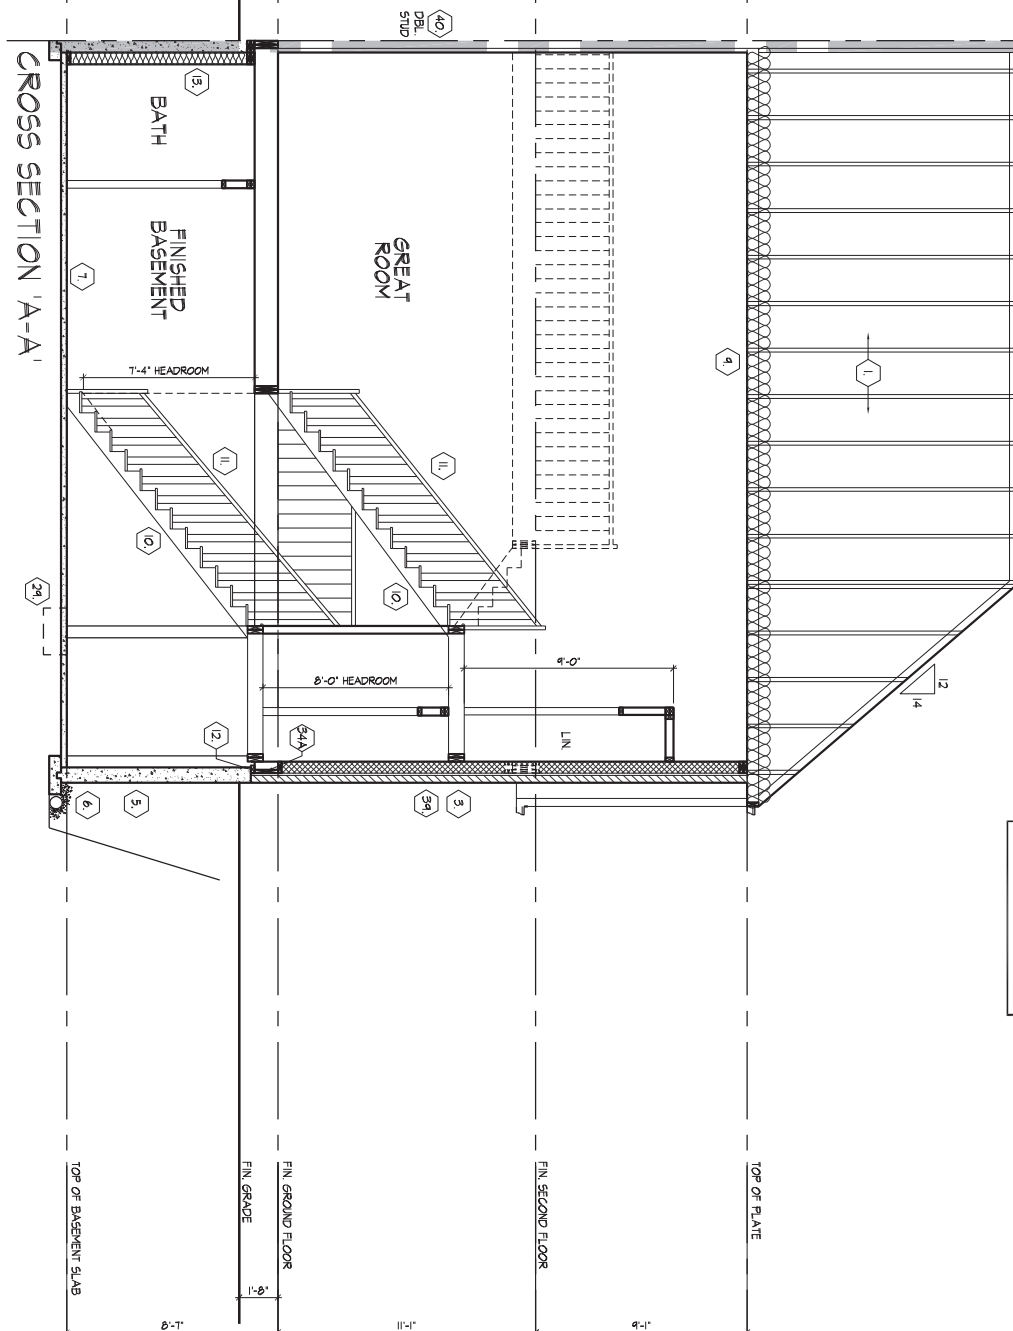 40.
DBL.
STUD
CROSS SECTION 'A-A'
13.
BATH
FINISHED
BASEMENT
7.
GREAT
ROOM
9.
1.
7'-4" HEADROOM
11.
11.
10.
10.
29.
12
14
9'-0"
8'-0" HEADROOM
LIN.
12.
34A
6.
5.
39.
3.
TOP OF PLATE
FIN. SECOND FLOOR
FIN. GROUND FLOOR
FIN. GRADE
TOP OF BASEMENT SLAB
1'-8"
8'-7"
11'-1"
9'-1"